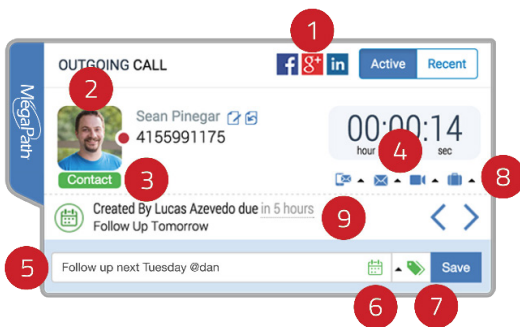 1
OUTGOING CALL
f g+ in
Active Recent
MegaPath
2
Sean Pinegar
4155991175
00:00:14
hour sec
4
Contact
3
8
Created By Lucas Azevedo due in 5 hours
Follow Up Tomorrow
9
5
Follow up next Tuesday @dan
Save
6
7